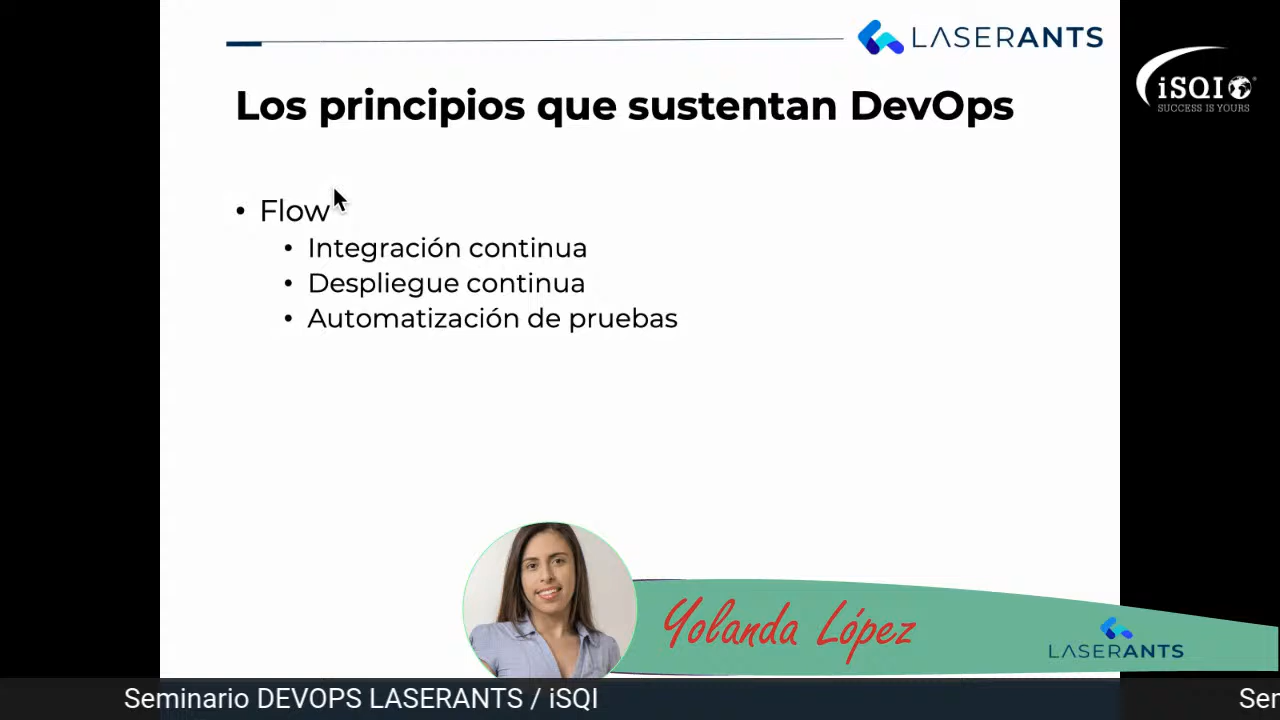 LASERANTS
iSQI
SUCCESS IS YOURS
Los principios que sustentan DevOps
• Flow
• Integración continua
• Despliegue continua
• Automatización de pruebas
Yolanda López
LASERANTS
Seminario DEVOPS LASERANTS / iSQI
Ser